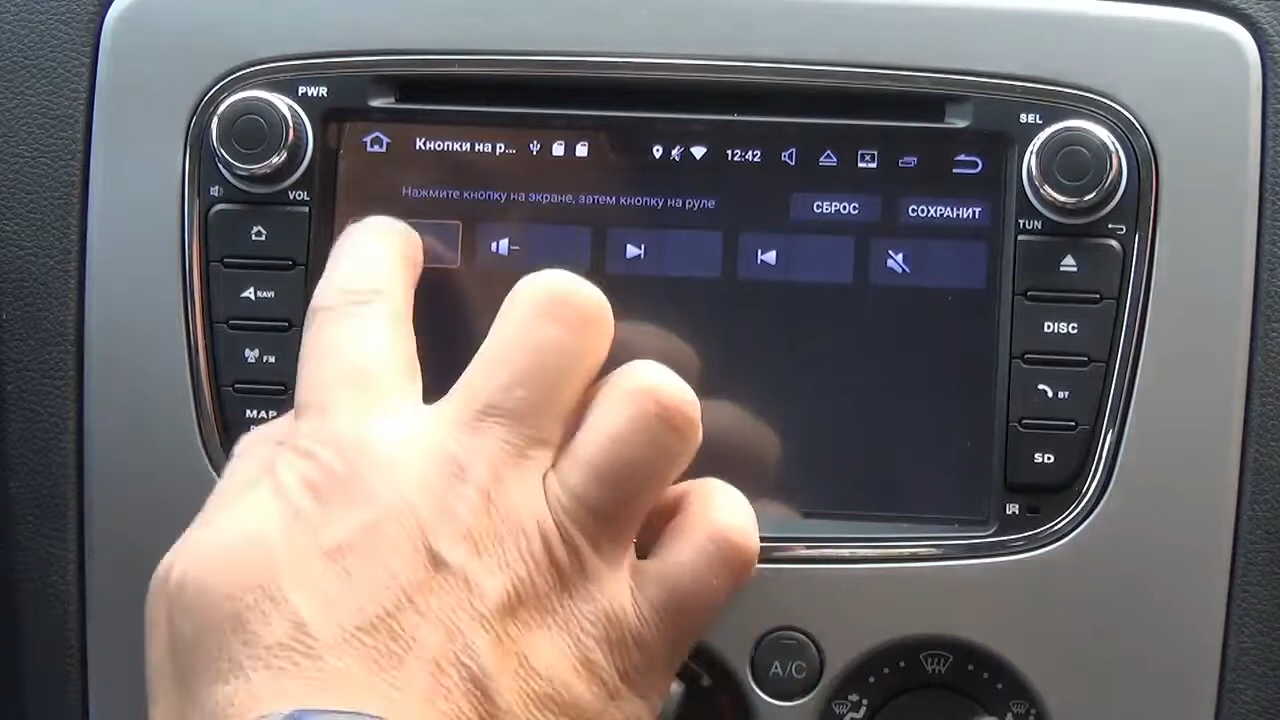 PWR
SEL
Кнопки на р...
12:42
VOL
Нажмите кнопку на экране, затем кнопку на руле
СБРОС
СОХРАНИТ
TUN
NAVI
DISC
FM
BT
MAP
SD
IR
A/C